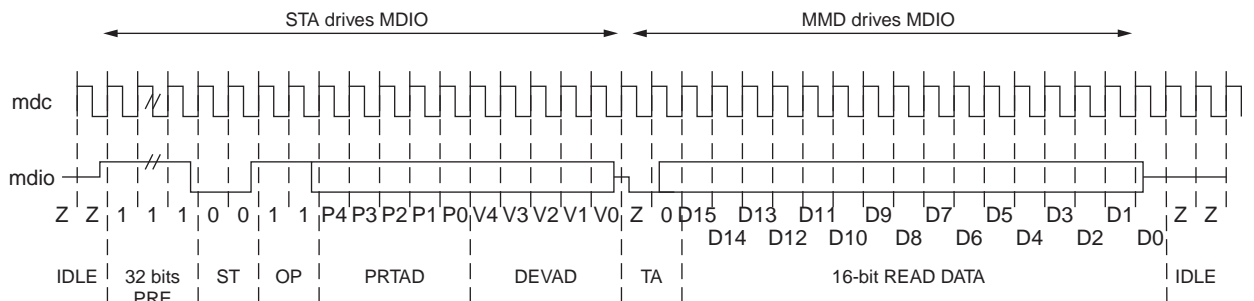 STA drives MDIO MMD drives MDIO
mdc
mdio
Z Z 1 1 1 0 0 1 1 P4 P3 P2 P1 P0 V4 V3 V2 V1 V0 Z 0 D15 D13 D11 D9 D7 D5 D3 D1 Z Z
D14 D12 D10 D8 D6 D4 D2 D0
IDLE 32 bits ST OP PRTAD DEVAD TA 16-bit READ DATA IDLE
PRE